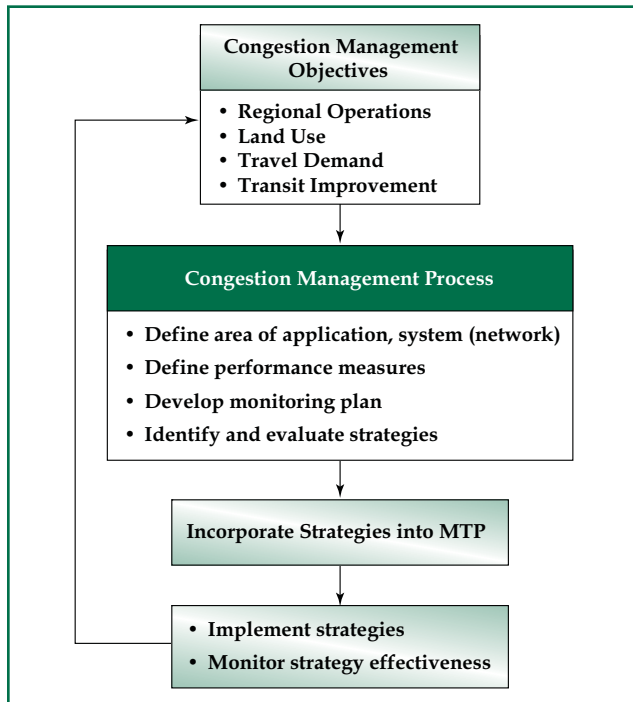 Congestion Management
Objectives
• Regional Operations
• Land Use
• Travel Demand
• Transit Improvement
Congestion Management Process
• Define area of application, system (network)
• Define performance measures
• Develop monitoring plan
• Identify and evaluate strategies
Incorporate Strategies into MTP
• Implement strategies
• Monitor strategy effectiveness